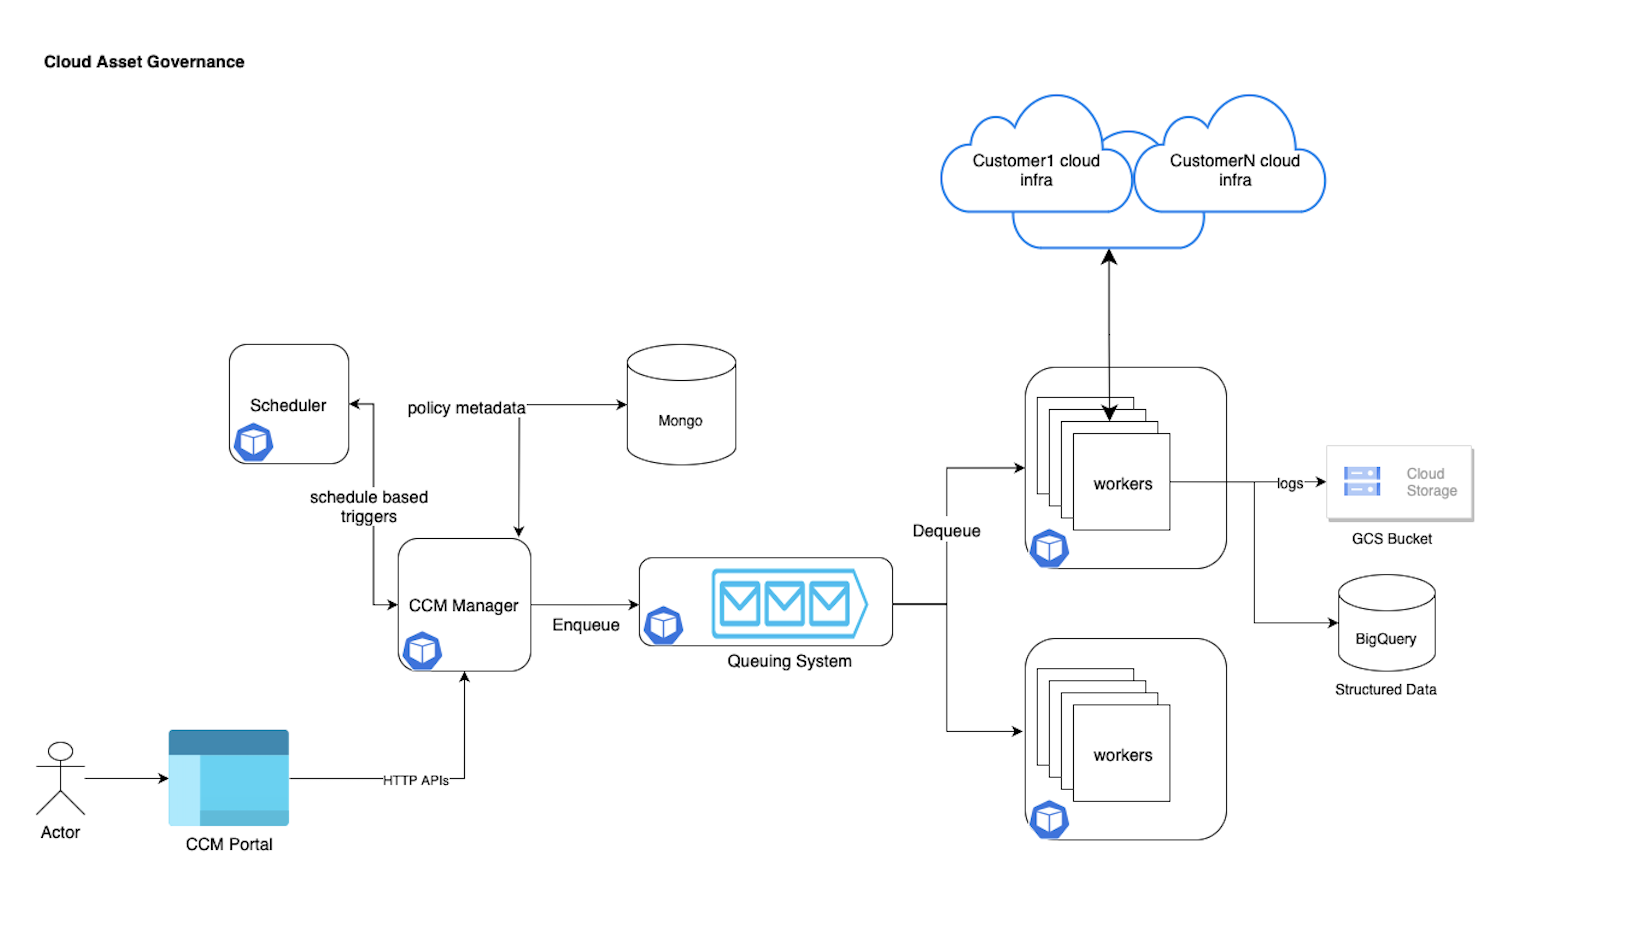 Cloud Asset Governance
Customer1 cloud
infra
CustomerN cloud
infra
Scheduler
policy metadata
Mongo
schedule based
triggers
CCM Manager
Enqueue
Queuing System
Dequeue
workers
logs
Cloud
Storage
GCS Bucket
BigQuery
Structured Data
workers
HTTP APIs
Actor
CCM Portal